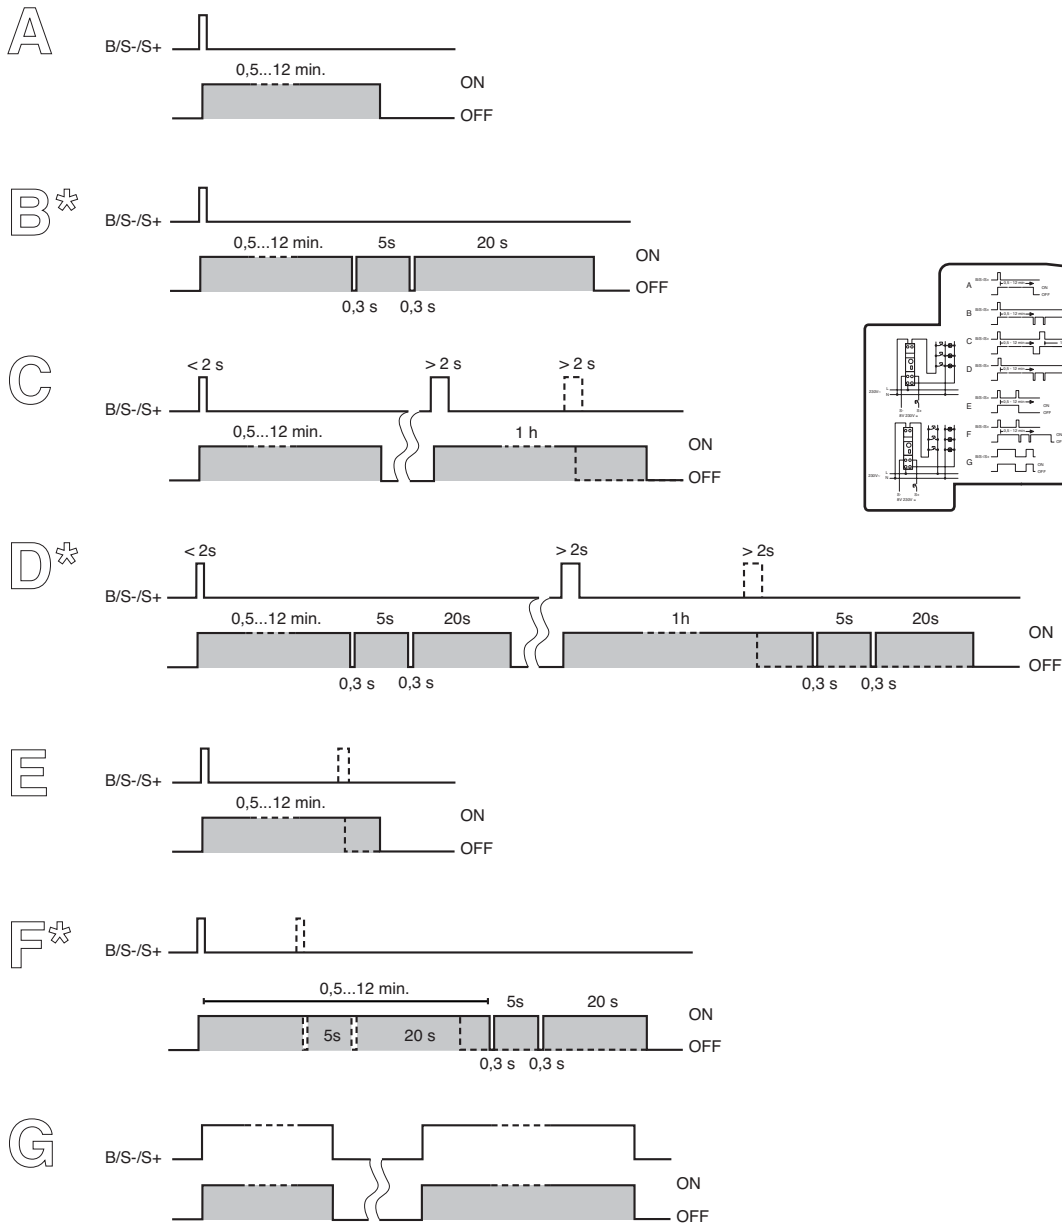 A
B/S-/S+
0,5...12 min.
ON
OFF
B*
B/S-/S+
0,5...12 min. 5s 20 s
ON
OFF
0,3 s 0,3 s
C
< 2 s > 2s > 2 s
B/S-/S+
0,5...12 min. 1 h
ON
OFF
D*
< 2s > 2s > 2s
B/S-/S+
0,5...12 min. 5s 20s 1h 5s 20s
ON
OFF
0,3 s 0,3 s 0,3 s 0,3 s
E
B/S-/S+
0,5...12 min.
ON
OFF
F*
B/S-/S+
0,5...12 min. 5s 20 s
ON
5s 20 s
OFF
0,3 s 0,3 s
G
B/S-/S+
ON
OFF
A
B
C
D
E
F
G